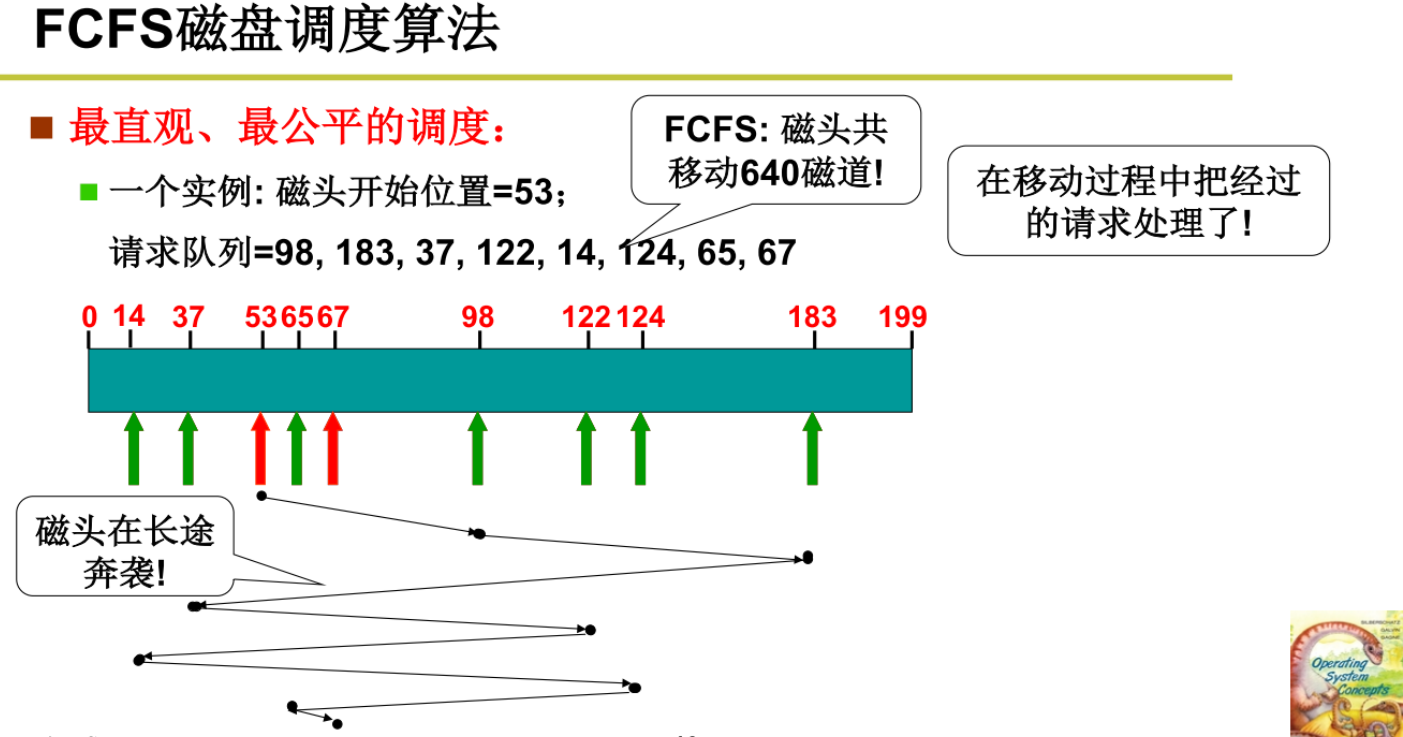 FCFS磁盘调度算法
最直观、最公平的调度：
FCFS: 磁头共
移动640磁道!
在移动过程中把经过
的请求处理了!
一个实例: 磁头开始位置=53；
请求队列=98, 183, 37, 122, 14, 124, 65, 67
0 14 37 53 65 67 98 122 124 183 199
磁头在长途
奔袭!
SILBERSCHATZ
GALVIN
GAGNE
Operating
System
Concepts